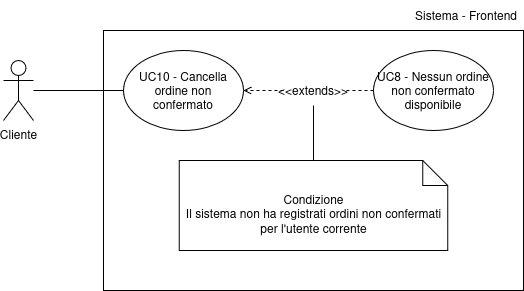 Sistema - Frontend
UC10 - Cancella
ordine non
confermato
<<extends>>
UC8 - Nessun ordine
non confermato
disponibile
Cliente
Condizione
Il sistema non ha registrati ordini non confermati
per l'utente corrente